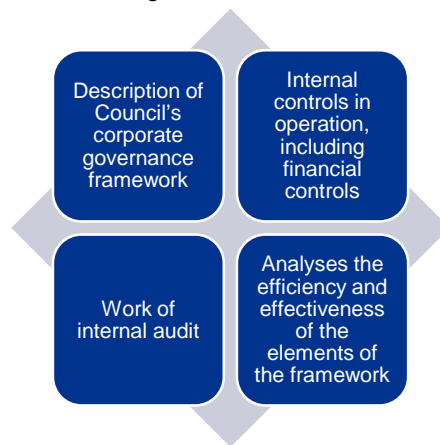 Description of
Council's
corporate
governance
framework
Internal
controls in
operation,
including
financial
controls
Work of
internal audit
Analyses the
efficiency and
effectiveness
of the
elements of
the framework